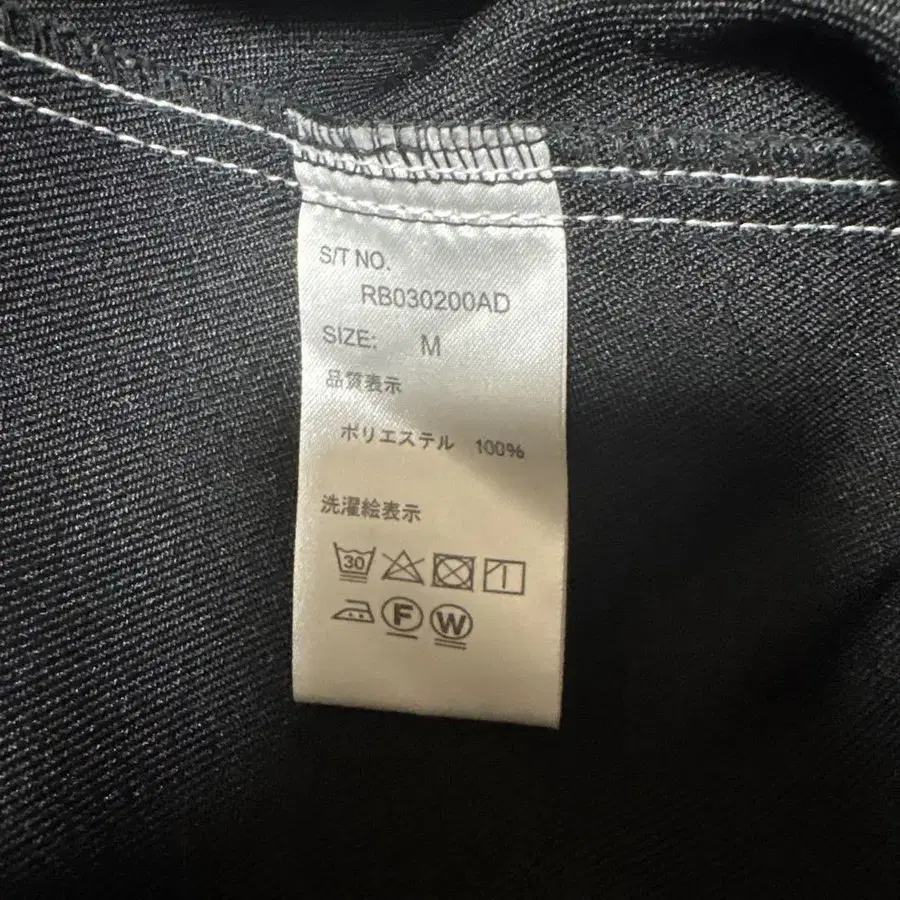 S/T NO.
RB030200AD
SIZE: M
品質表示
ポリエステル 100%
洗濯絵表示
30
F W